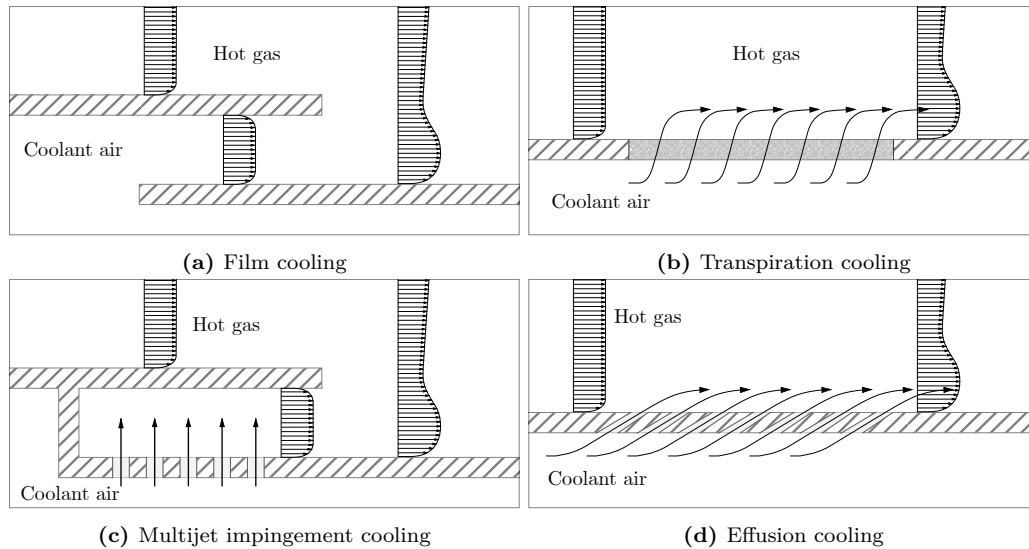 Hot gas
Coolant air
(a) Film cooling
Hot gas
Coolant air
(b) Transpiration cooling
Hot gas
Coolant air
(c) Multijet impingement cooling
Hot gas
Coolant air
(d) Effusion cooling